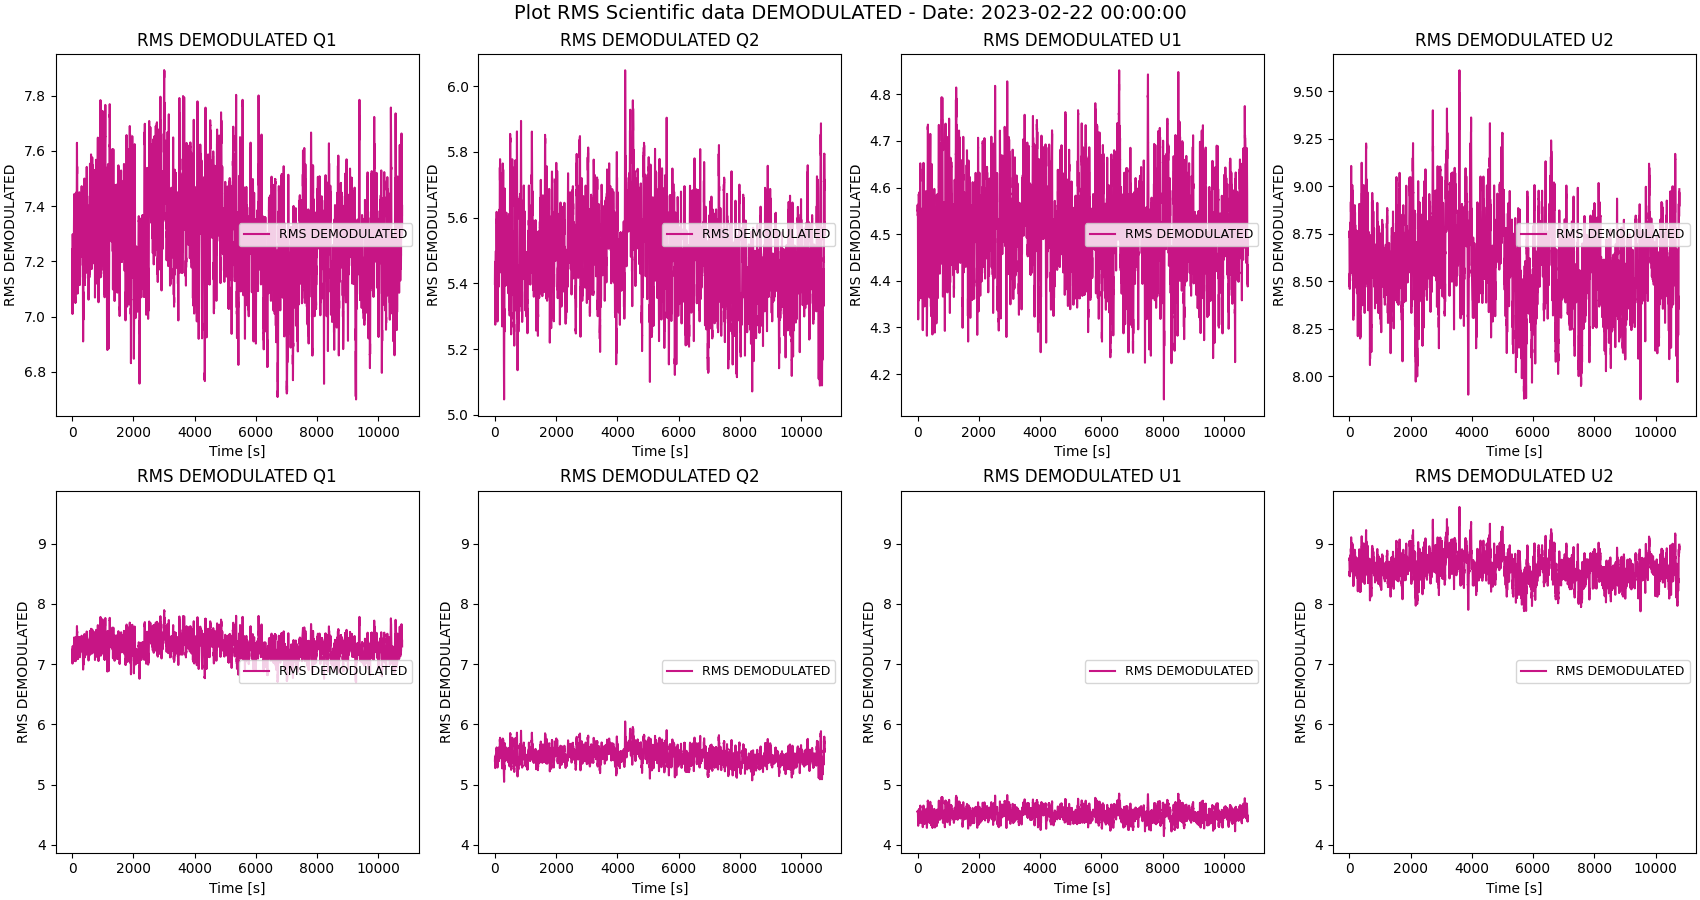 Plot RMS Scientific data DEMODULATED - Date: 2023-02-22 00:00:00
RMS DEMODULATED Q1
RMS DEMODULATED
7.8
7.6
7.4
7.2
7.0
6.8
RMS DEMODULATED
0 2000 4000 6000 8000 10000
Time [s]
RMS DEMODULATED Q2
RMS DEMODULATED
6.0
5.8
5.6
5.4
5.2
5.0
RMS DEMODULATED
0 2000 4000 6000 8000 10000
Time [s]
RMS DEMODULATED U1
RMS DEMODULATED
4.8
4.7
4.6
4.5
4.4
4.3
4.2
RMS DEMODULATED
0 2000 4000 6000 8000 10000
Time [s]
RMS DEMODULATED U2
RMS DEMODULATED
9.50
9.25
9.00
8.75
8.50
8.25
8.00
RMS DEMODULATED
0 2000 4000 6000 8000 10000
Time [s]
RMS DEMODULATED Q1
RMS DEMODULATED
9
8
7
6
5
4
RMS DEMODULATED
0 2000 4000 6000 8000 10000
Time [s]
RMS DEMODULATED Q2
RMS DEMODULATED
9
8
7
6
5
4
RMS DEMODULATED
0 2000 4000 6000 8000 10000
Time [s]
RMS DEMODULATED U1
RMS DEMODULATED
9
8
7
6
5
4
RMS DEMODULATED
0 2000 4000 6000 8000 10000
Time [s]
RMS DEMODULATED U2
RMS DEMODULATED
9
8
7
6
5
4
RMS DEMODULATED
0 2000 4000 6000 8000 10000
Time [s]